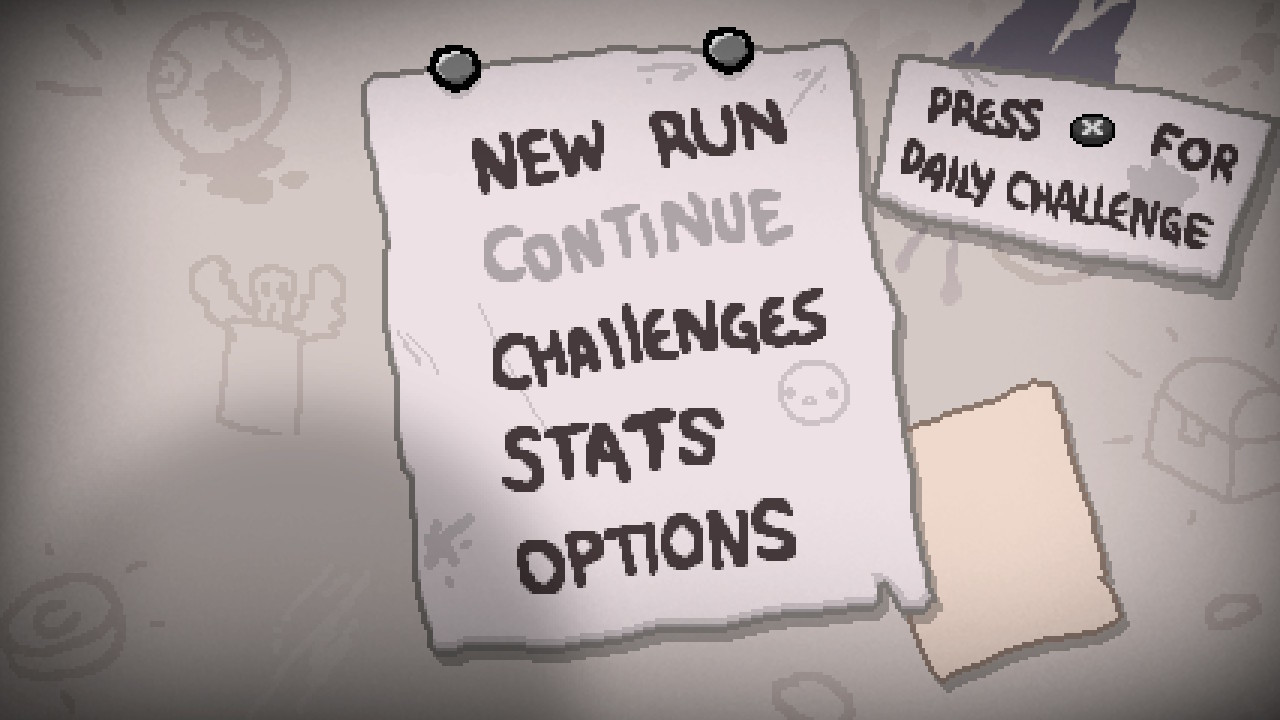 NEW RUN
CONTINUE
CHALLENGES
STATS
OPTIONS
PRESS X FOR
DAILY CHALLENGE